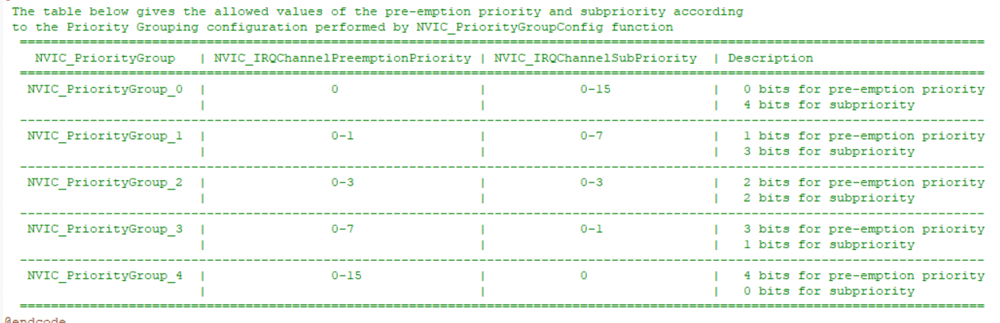 The table below gives the allowed values of the pre-emption priority and subpriority according
to the Priority Grouping configuration performed by NVIC_PriorityGroupConfig function
============================================================================================================================
NVIC_PriorityGroup | NVIC_IRQChannelPreemptionPriority | NVIC_IRQChannelSubPriority | Description
============================================================================================================================
NVIC_PriorityGroup_0 | 0 | 0-15 | 0 bits for pre-emption priority
| | | 4 bits for subpriority
----------------------------------------------------------------------------------------------------------------------------
NVIC_PriorityGroup_1 | 0-1 | 0-7 | 1 bits for pre-emption priority
| | | 3 bits for subpriority
----------------------------------------------------------------------------------------------------------------------------
NVIC_PriorityGroup_2 | 0-3 | 0-3 | 2 bits for pre-emption priority
| | | 2 bits for subpriority
----------------------------------------------------------------------------------------------------------------------------
NVIC_PriorityGroup_3 | 0-7 | 0-1 | 3 bits for pre-emption priority
| | | 1 bits for subpriority
----------------------------------------------------------------------------------------------------------------------------
NVIC_PriorityGroup_4 | 0-15 | 0 | 4 bits for pre-emption priority
| | | 0 bits for subpriority
============================================================================================================================
@endcode